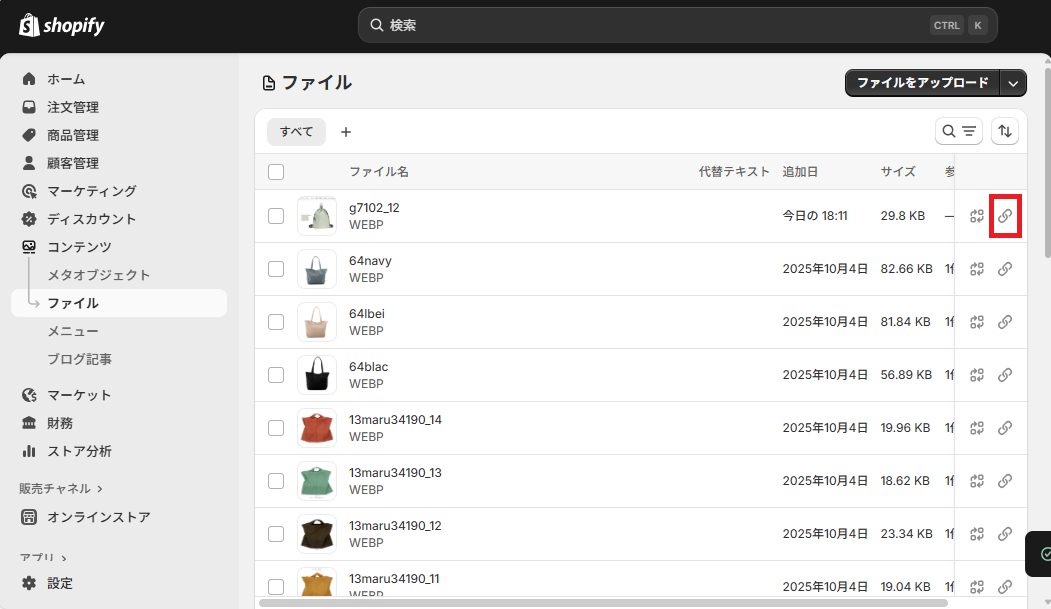 shopify
検索
CTRL K
ホーム
注文管理
商品管理
顧客管理
マーケティング
ディスカウント
コンテンツ
メタオブジェクト
ファイル
メニュー
ブログ記事
マーケット
財務
ストア分析
販売チャネル
オンラインストア
アプリ
設定
ファイル
ファイルをアップロード
すべて +
ファイル名 代替テキスト 追加日 サイズ 参
g7102_12 今日の 18:11 29.8 KB —
WEBP
64navy 2025年10月4日 82.66 KB 1
WEBP
64lbei 2025年10月4日 81.84 KB 1
WEBP
64blac 2025年10月4日 56.89 KB 1
WEBP
13maru34190_14 2025年10月4日 19.96 KB 1
WEBP
13maru34190_13 2025年10月4日 18.62 KB 1
WEBP
13maru34190_12 2025年10月4日 23.34 KB 1
WEBP
13maru34190_11 2025年10月4日 19.04 KB 1
WEBP